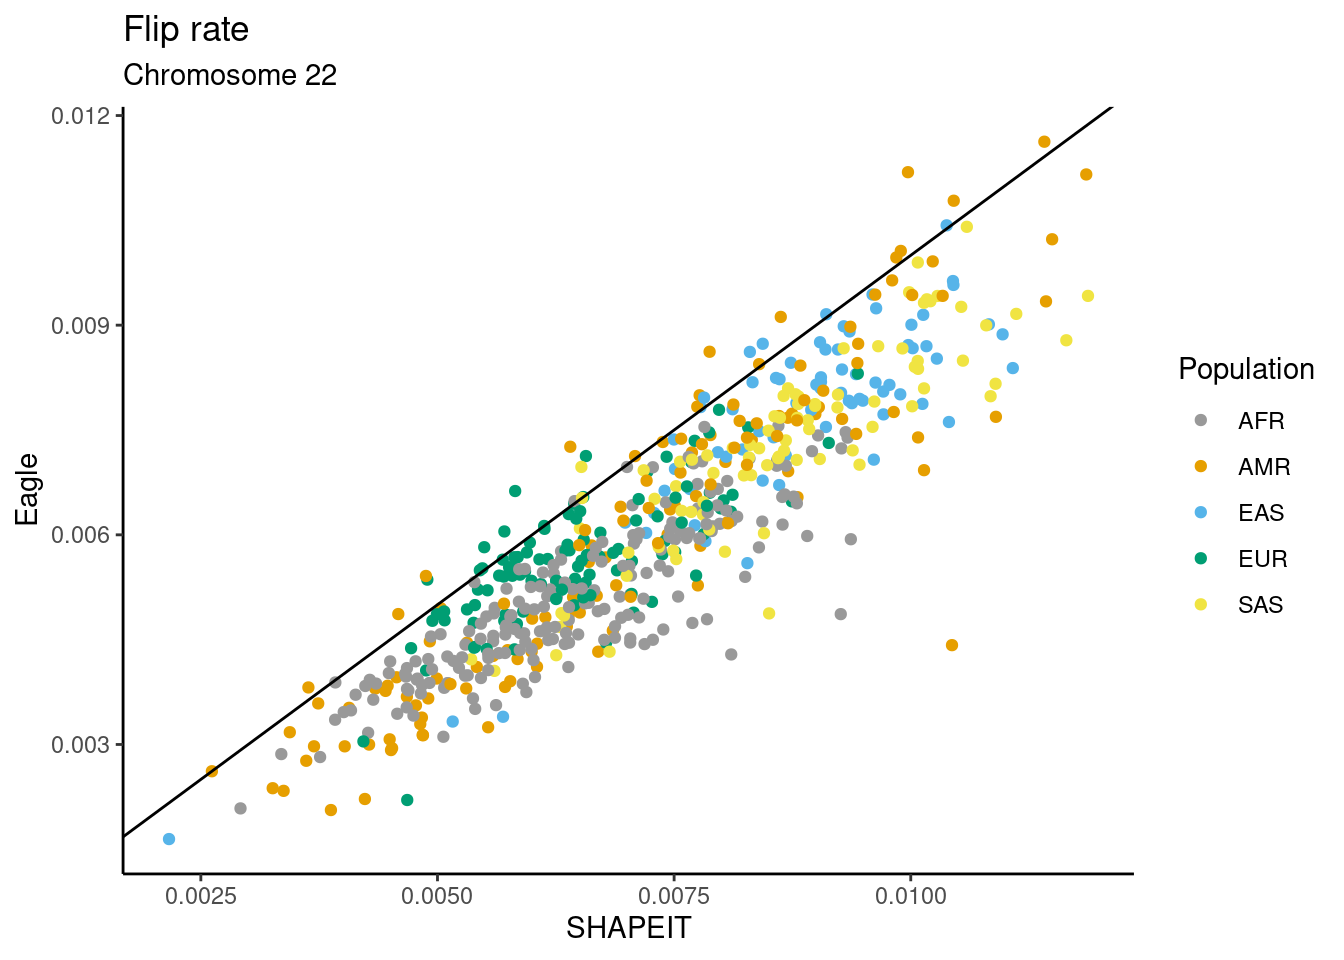 Flip rate
Chromosome 22
0.012
0.009
0.006
0.003
Eagle
0.0025 0.0050 0.0075 0.0100
SHAPEIT
Population
AFR
AMR
EAS
EUR
SAS